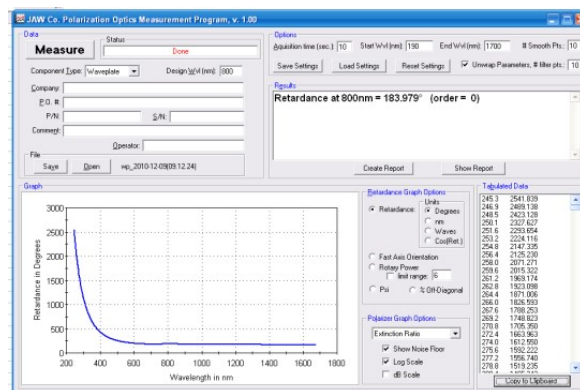 JAW Co. Polarization Optics Measurement Program, v. 1.00
Data
Measure
Status
Done
Component Type: Waveplate
Design Wvl (nm): 800
Company:
P.O. #:
P/N:
S/N:
Comment:
Operator:
File
Save
Open
wp_2010-12-09(09.12.24)
Options
Aquisition time (sec.): 10
Start Wvl (nm): 190
End Wvl (nm): 1700
# Smooth Pts.: 10
Save Settings
Load Settings
Reset Settings
Unwrap Parameters, # filter pts.: 10
Results
Retardance at 800nm = 183.979° (order = 0)
Create Report
Show Report
Graph
Retardance in Degrees
3000
2500
2000
1500
1000
500
0
200 400 600 800 1000 1200 1400 1600 1800
Wavelength in nm
Retardance Graph Options
Retardance:
Units
Degrees
nm
Waves
Cos(Ret.)
Fast Axis Orientation
Rotary Power
limit range: 6
Psi
% Off-Diagonal
Polarizer Graph Options
Extinction Ratio
Show Noise Floor
Log Scale
dB Scale
Tabulated Data
245.3 2541.839
246.9 2489.138
248.5 2423.128
250.1 2327.627
251.6 2293.654
253.2 2224.116
254.8 2147.335
256.4 2125.230
258.0 2071.271
259.6 2015.322
261.2 1969.174
262.8 1923.098
264.4 1871.006
266.0 1826.593
267.6 1788.253
269.2 1748.823
270.8 1705.350
272.4 1663.963
274.0 1612.550
275.6 1592.222
277.2 1556.740
278.8 1519.235
Copy to Clipboard